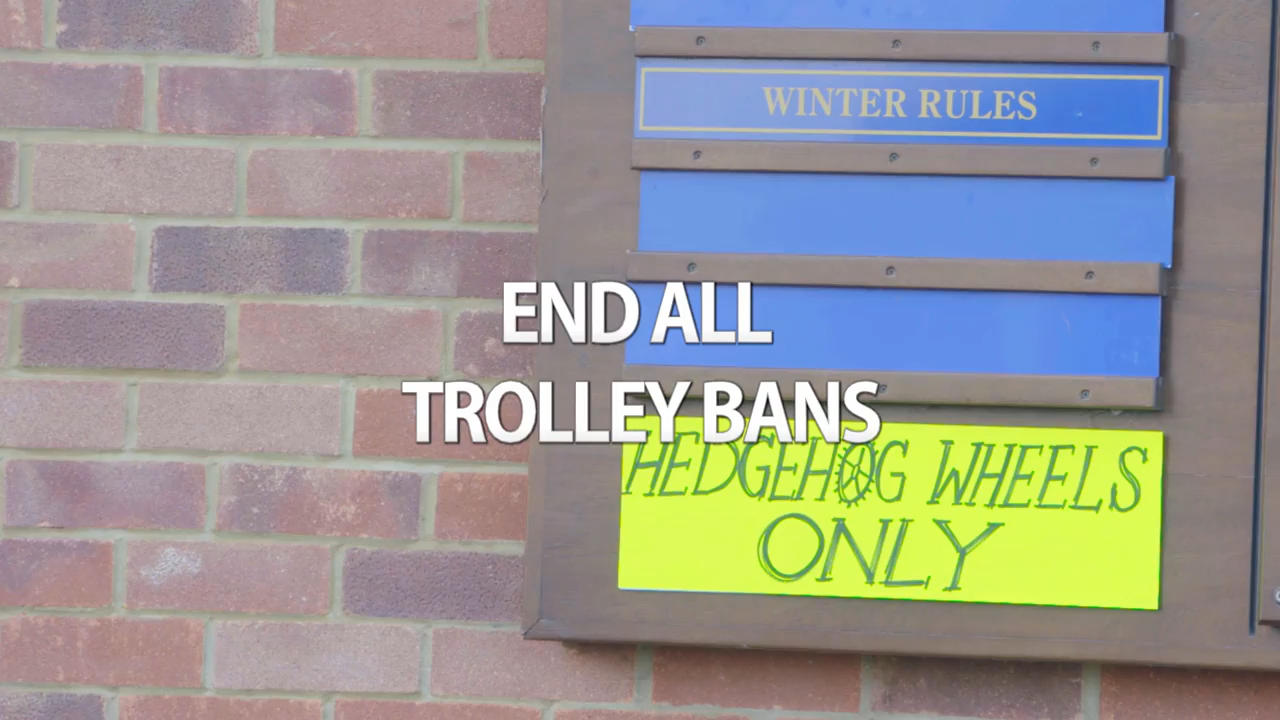 WINTER RULES
END ALL
TROLLEY BANS
HEDGEHOG WHEELS
ONLY